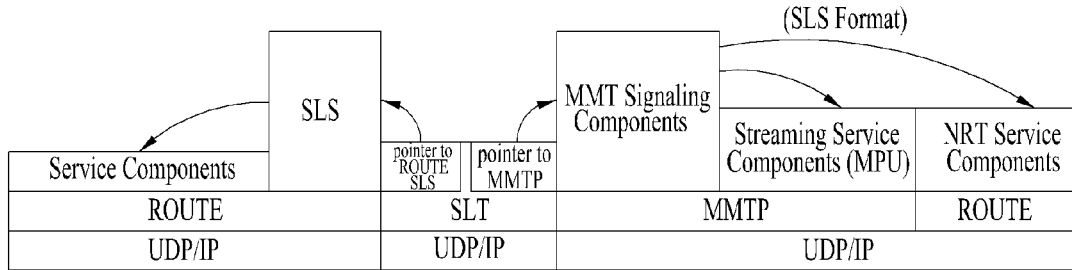 (SLS Format)
SLS
MMT Signaling
Components
Service Components
pointer to
ROUTE
SLS
pointer to
MMTP
Streaming Service
Components (MPU)
NRT Service
Components
ROUTE
SLT
MMTP
ROUTE
UDP/IP
UDP/IP
UDP/IP